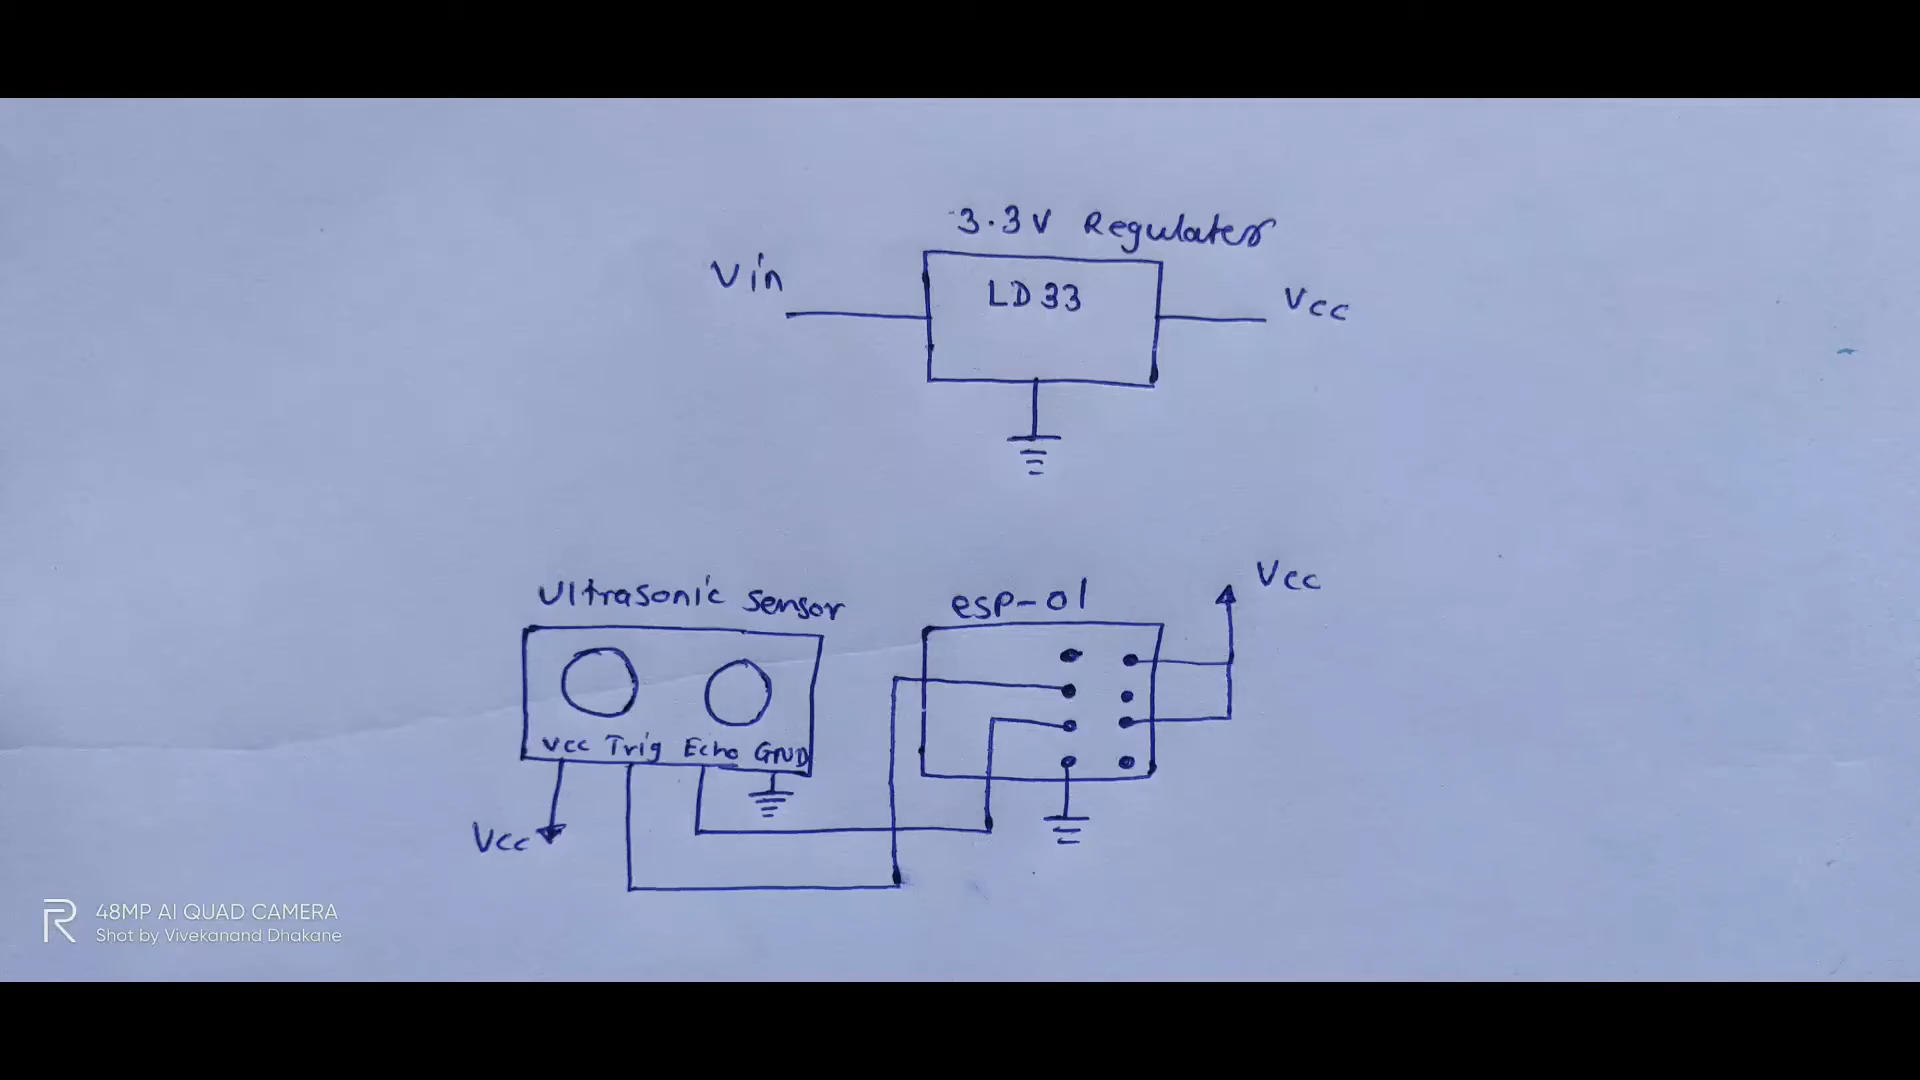 3.3V Regulater
Vin
LD33
Vcc
Ultrasonic sensor
esp-01
Vcc
Vcc Trig Echo GND
Vcc
48MP AI QUAD CAMERA
Shot by Vivekanand Dhakane